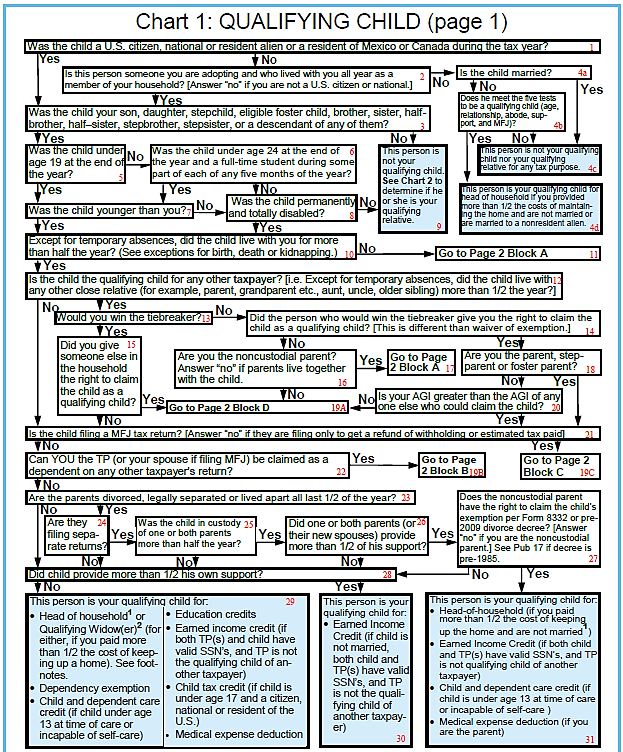 Chart 1: QUALIFYING CHILD (page 1)
Was the child a U.S. citizen, national or resident alien or a resident of Mexico or Canada during the tax year? 1
Yes
No
Is this person someone you are adopting and who lived with you all year as a
member of your household? [Answer "no" if you are not a U.S. citizen or national.]
2
No
Is the child married? 4a
Yes
No
Yes
Does he meet the five tests
to be a qualifying child (age,
relationship, abode, sup-
port, and MFJ)? 4b
Was the child your son, daughter, stepchild, eligible foster child, brother, sister, half-
brother, half–sister, stepbrother, stepsister, or a descendant of any of them? 3
Yes
No
This person is not your qualifying
child nor your qualifying
relative for any tax purpose. 4c
Yes
This person is your qualifying child for
head of household if you provided
more than 1/2 the costs of maintain-
ing the home and are not married or
are married to a nonresident alien. 4d
Was the child under
age 19 at the end of
the year? 5
No
Was the child under age 24 at the end of 6
the year and a full-time student during some
part of each of any five months of the year?
This person is
not your
qualifying child.
See Chart 2 to
determine if he
or she is your
qualifying
relative.
9
Yes
Yes
No
Was the child younger than you? 7
No
Was the child permanently
and totally disabled? 8
No
Yes
Yes
Except for temporary absences, did the child live with you for more
than half the year? (See exceptions for birth, death or kidnapping.) 10
No
Go to Page 2 Block A 11
Yes
Is the child the qualifying child for any other taxpayer? [i.e. Except for temporary absences, did the child live with 12
any other close relative (for example, parent, grandparent etc., aunt, uncle, older sibling) more than 1/2 the year?]
No
Yes
Would you win the tiebreaker? 13
No
Did the person who would win the tiebreaker give you the right to claim the
child as a qualifying child? [This is different than waiver of exemption.] 14
Yes
No
Yes
Did you give 15
someone else in
the household
the right to claim
the child as a
qualifying child?
Are you the noncustodial parent?
Answer "no" if parents live together
with the child. 16
Yes
Go to Page
2 Block A 17
Are you the parent, step-
parent or foster parent? 18
No
No
Yes
Yes
Go to Page 2 Block D 19A
No
Is your AGI greater than the AGI of any
one else who could claim the child? 20
No
Yes
Is the child filing a MFJ tax return? [Answer "no" if they are filing only to get a refund of withholding or estimated tax paid] 21
No
Yes
Can YOU the TP (or your spouse if filing MFJ) be claimed as a
dependent on any other taxpayer's return? 22
Yes
Go to Page
2 Block B 19B
Go to Page 2
Block C 19C
No
Are the parents divorced, legally separated or lived apart all last 1/2 of the year? 23
No
Yes
Are they 24
filing sepa-
rate returns?
Yes
Was the child in custody 25
of one or both parents
more than half the year?
Yes
Did one or both parents (or 26
their new spouses) provide
more than 1/2 of his support?
Yes
Does the noncustodial parent
have the right to claim the child's
exemption per Form 8332 or pre-
2009 divorce decree? [Answer
"no" if you are the noncustodial
parent.] See Pub 17 if decree is
pre-1985. 27
No
No
No
Did child provide more than 1/2 his own support? 28
No
Yes
No
Yes
This person is your qualifying child for: 29
• Head of household1 or
Qualifying Widow(er)2 (for
either, if you paid more
than 1/2 the cost of keep-
ing up a home). See foot-
notes.
• Dependency exemption
• Child and dependent care
credit (if child under age
13 at time of care or
incapable of self-care)
• Education credits
• Earned income credit (if
both TP(s) and child have
valid SSN's, and TP is not
the qualifying child of an-
other taxpayer)
• Child tax credit (if child is
under age 17 and a citizen,
national or resident of the
U.S.)
• Medical expense deduction
This person is your
qualifying child for:
• Earned Income
Credit (if child is
not married,
both child and
TP(s) have valid
SSN's, and TP
is not the quali-
fying child of
another taxpay-
er)
30
This person is your qualifying child for:
• Head-of-household (if you paid
more than 1/2 the cost of keeping
up the home and are not married1)
• Earned Income Credit (if both child
and TP(s) have valid SSN's, and TP
is not qualifying child of another
taxpayer)
• Child and dependent care credit (if
child is under age 13 at time of care
or incapable of self-care)
• Medical expense deduction (if you
are the parent) 31